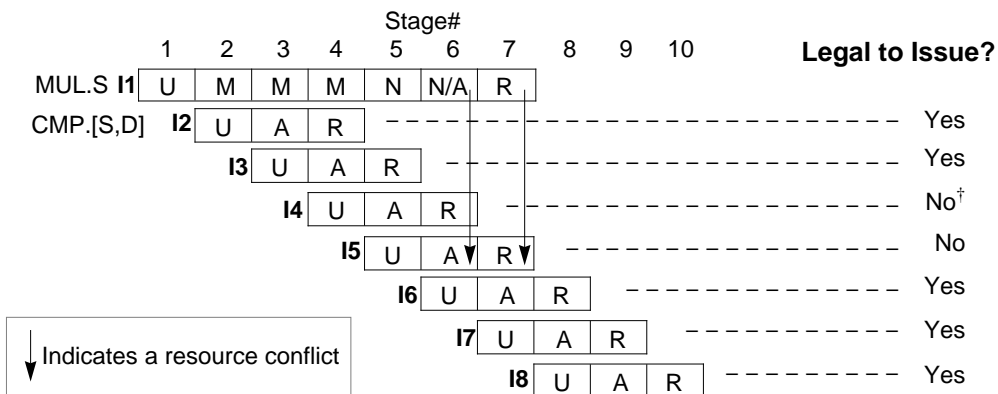 Stage#
1 2 3 4 5 6 7 8 9 10 Legal to Issue?
MUL.S I1 U M M M N N/A R
CMP.[S,D] I2 U A R Yes
I3 U A R Yes
I4 U A R No†
I5 U A R No
I6 U A R Yes
I7 U A R Yes
I8 U A R Yes
Indicates a resource conflict